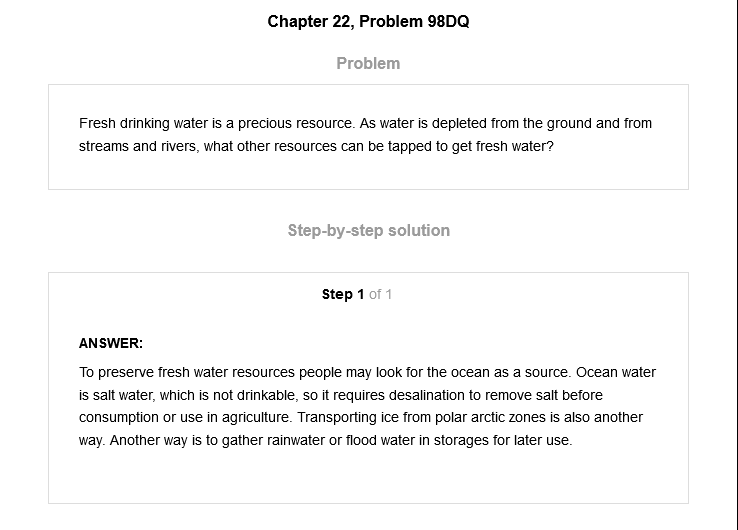 Chapter 22, Problem 98DQ
Problem
Fresh drinking water is a precious resource. As water is depleted from the ground and from
streams and rivers, what other resources can be tapped to get fresh water?
Step-by-step solution
Step 1 of 1
ANSWER:
To preserve fresh water resources people may look for the ocean as a source. Ocean water
is salt water, which is not drinkable, so it requires desalination to remove salt before
consumption or use in agriculture. Transporting ice from polar arctic zones is also another
way. Another way is to gather rainwater or flood water in storages for later use.